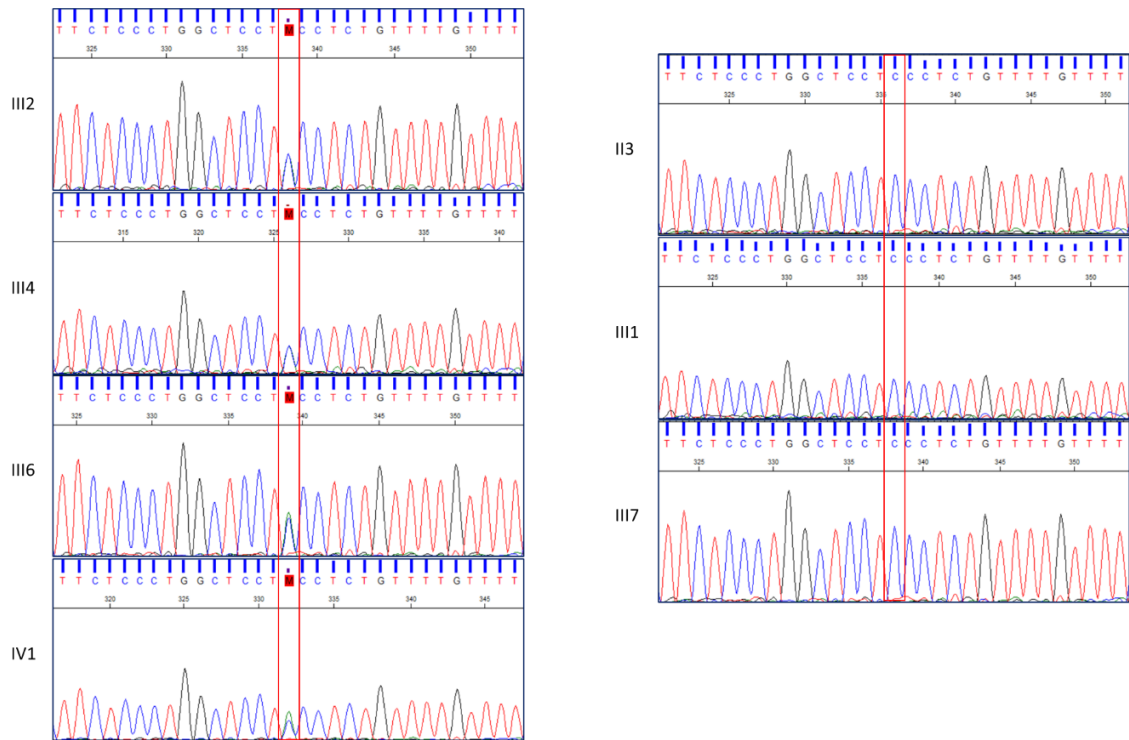 T T C T C C C T G G C T C C T M C C T C T G T T T T G T T T T
325 330 335 340 345 350
III2
T T C T C C C T G G C T C C T M C C T C T G T T T T G T T T T
315 320 325 330 335 340
III4
T T C T C C C T G G C T C C T M C C T C T G T T T T G T T T T
325 330 335 340 345 350
III6
T T C T C C C T G G C T C C T M C C T C T G T T T T G T T T T
320 325 330 335 340 345
IV1
T T C T C C C T G G C T C C T C C C T C T G T T T T G T T T T
325 330 335 340 345 350
II3
T T C T C C C T G G C T C C T C C C T C T G T T T T G T T T T
325 330 335 340 345 350
III1
T T C T C C C T G G C T C C T C C C T C T G T T T T G T T T T
325 330 335 340 345 350
III7